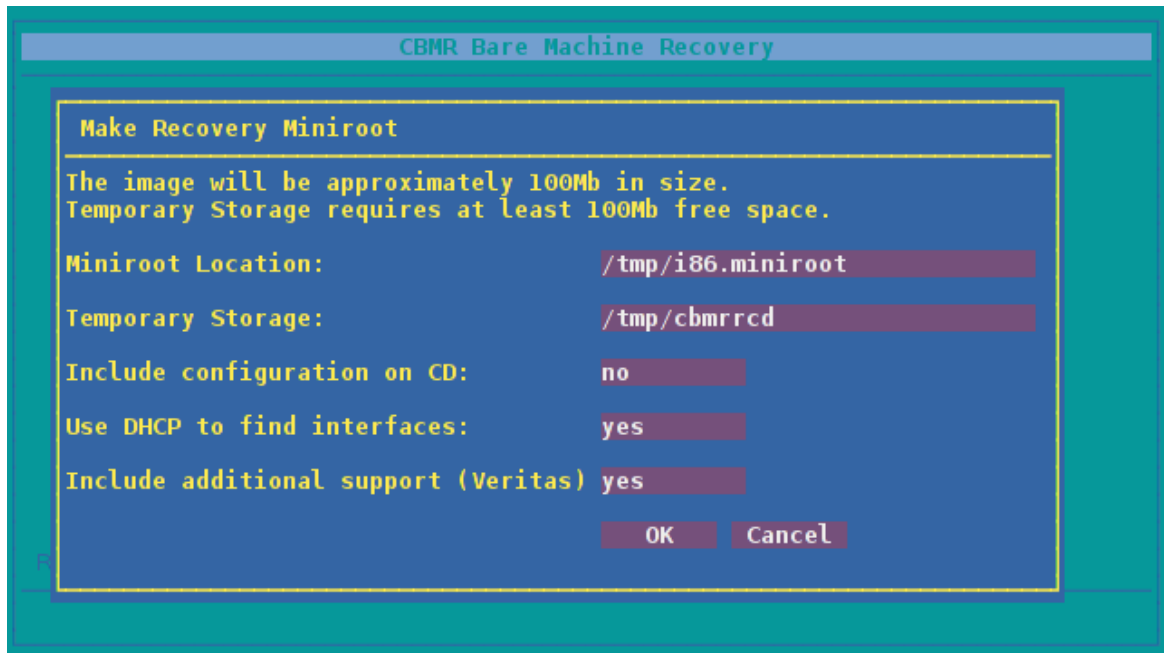 CBMR Bare Machine Recovery
Make Recovery Miniroot
The image will be approximately 100Mb in size.
Temporary Storage requires at least 100Mb free space.
Miniroot Location: /tmp/i86.miniroot
Temporary Storage: /tmp/cbmrrcd
Include configuration on CD: no
Use DHCP to find interfaces: yes
Include additional support (Veritas) yes
OK Cancel
R